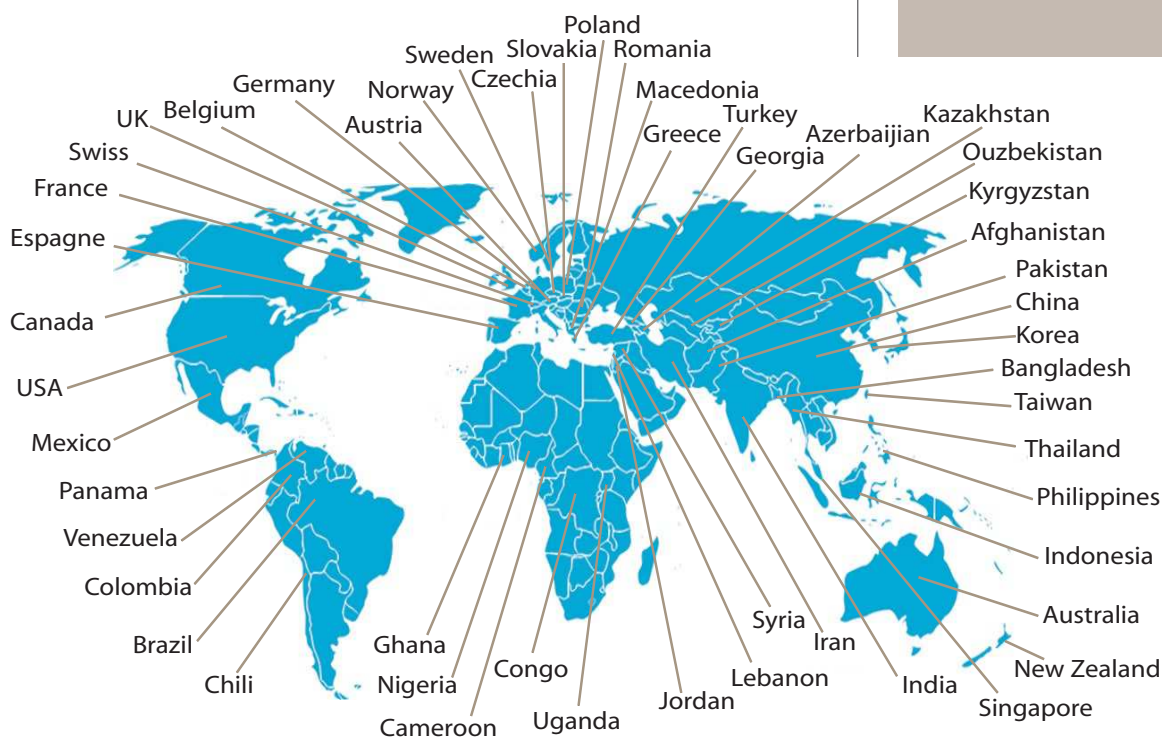 Poland
Sweden
Slovakia
Romania
Czechia
Germany
Norway
Macedonia
Belgium
Turkey
Kazakhstan
UK
Austria
Greece
Azerbaijian
Swiss
Georgia
Ouzbekistan
France
Kyrgyzstan
Espagne
Afghanistan
Pakistan
China
Canada
Korea
Bangladesh
USA
Taiwan
Mexico
Thailand
Panama
Philippines
Venezuela
Indonesia
Colombia
Australia
Syria
Brazil
Ghana
Iran
Congo
New Zealand
Lebanon
Chili
Nigeria
India
Jordan
Singapore
Uganda
Cameroon